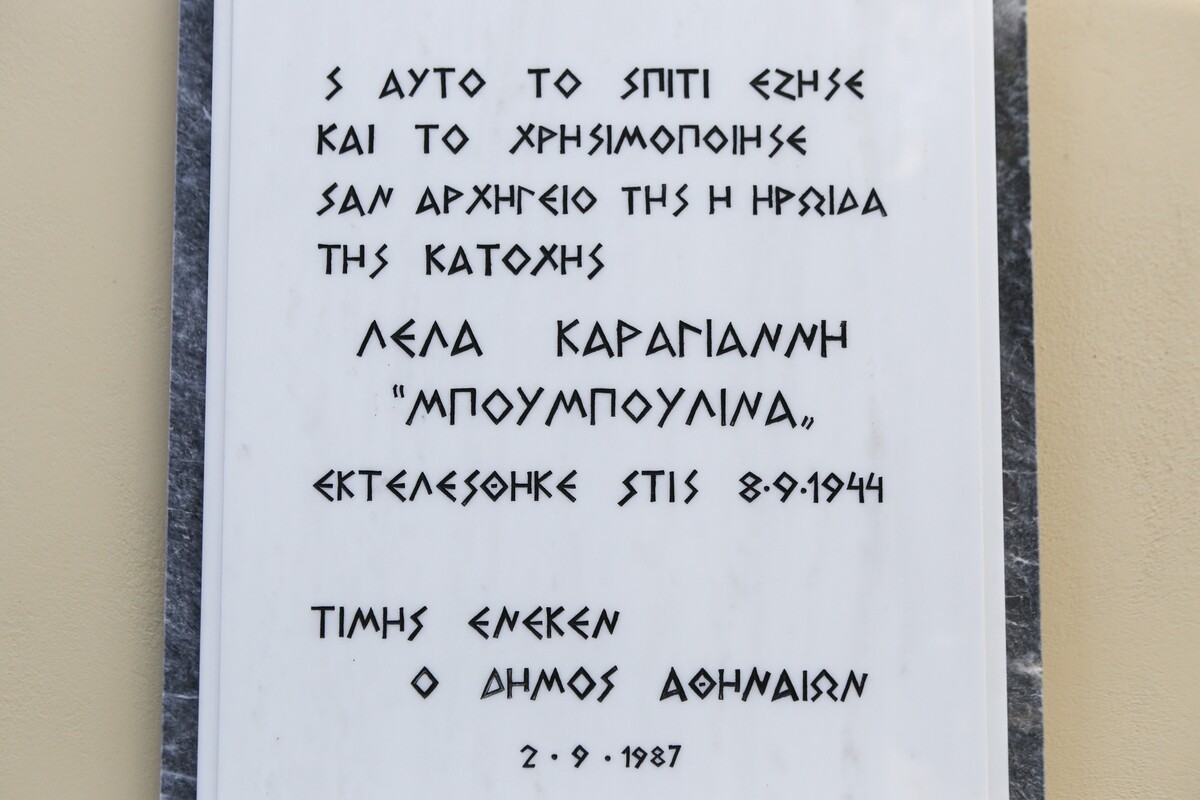 Σ ΑΥΤΟ ΤΟ ΣΠΙΤΙ ΕΖΗΣΕ
ΚΑΙ ΤΟ ΧΡΗΣΙΜΟΠΟΙΗΣΕ
ΣΑΝ ΑΡΧΗΓΕΙΟ ΤΗΣ Η ΗΡΩΙΔΑ
ΤΗΣ ΚΑΤΟΧΗΣ
ΛΕΛΑ ΚΑΡΑΓΙΑΝΝΗ
“ΜΠΟΥΜΠΟΥΛΙΝΑ„
ΕΚΤΕΛΕΣΘΗΚΕ ΣΤΙΣ 8·9·1944
ΤΙΜΗΣ ΕΝΕΚΕΝ
Ο ΔΗΜΟΣ ΑΘΗΝΑΙΩΝ
2·9·1987